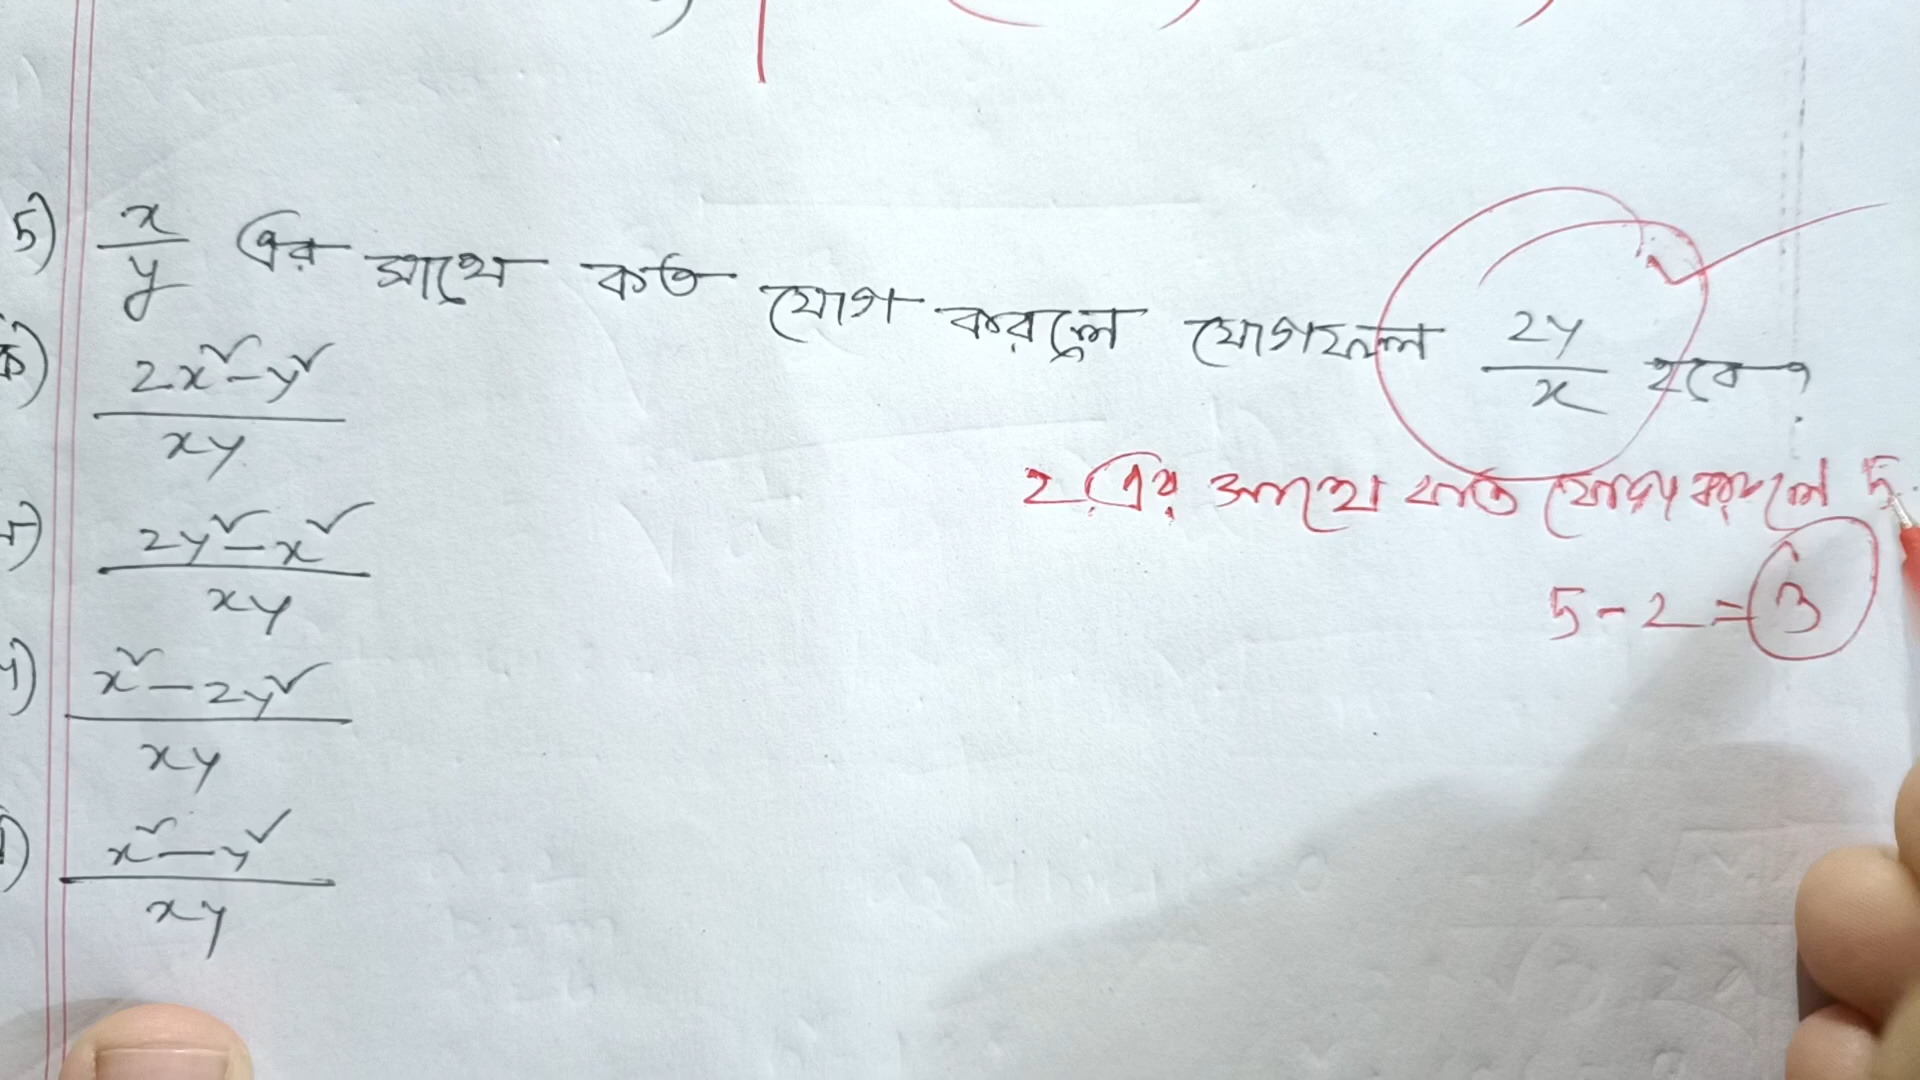 5) x/y এর সাথে কত যোগ করলে যোগফল 2y/x হবে?
ক) 2x²-y²/xy
2y²-x²/xy
x²-2y²/xy
x²-y²/xy
2 এর সাথে কত যোগ করলে 5
5-2=3